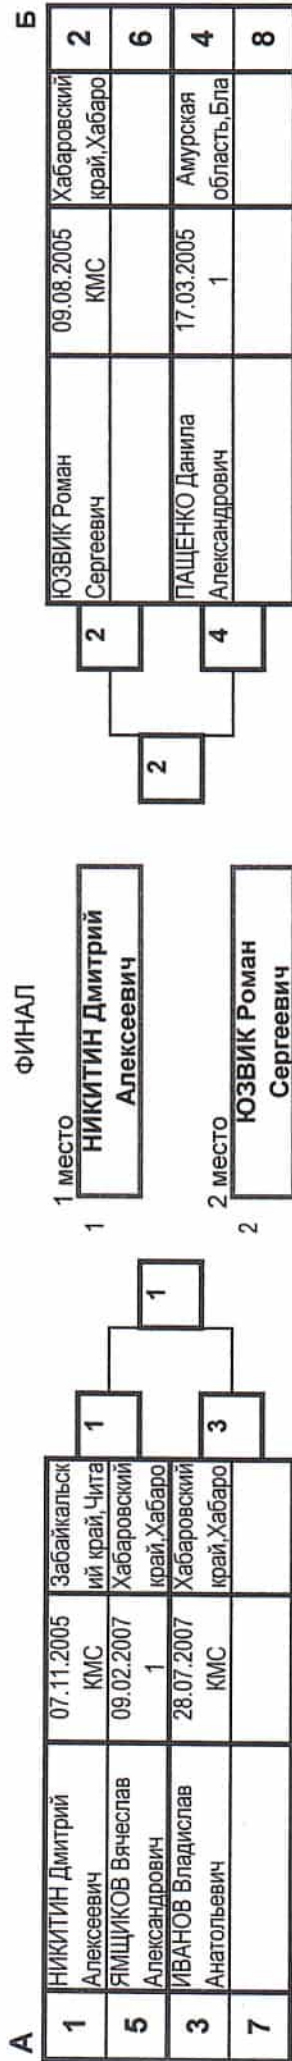 А
ФИНАЛ
Б
1
НИКИТИН Дмитрий
Алексеевич
07.11.2005
КМС
Забайкальск
ий край,Чита
5
ЯМЩИКОВ Вячеслав
Александрович
09.02.2007
1
Хабаровский
край,Хабаро
3
ИВАНОВ Владислав
Анатольевич
28.07.2007
КМС
Хабаровский
край,Хабаро
7
1
3
1
1 место
1
НИКИТИН Дмитрий
Алексеевич
2 место
2
ЮЗВИК Роман
Сергеевич
2
2
4
ЮЗВИК Роман
Сергеевич
09.08.2005
КМС
Хабаровский
край,Хабаро
2
6
ПАЩЕНКО Данила
Александрович
17.03.2005
1
Амурская
область,Бла
4
8